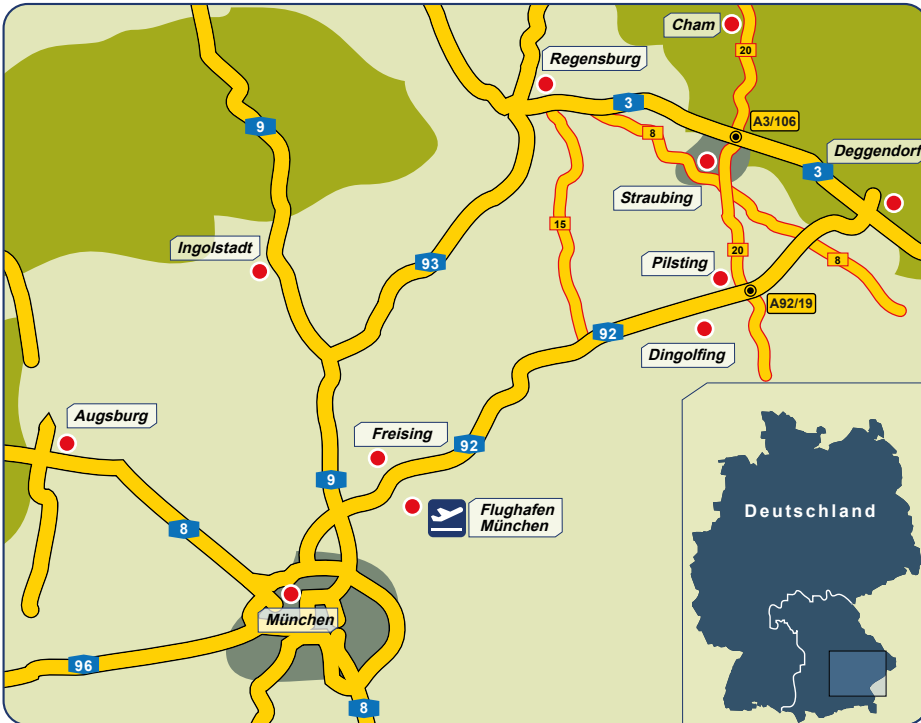 Cham
20
Regensburg
3
A3/106
9
8
Deggendorf
3
Straubing
15
Ingolstadt
93
20
8
Pilsting
A92/19
92
Dingolfing
Augsburg
Freising
92
9
Flughafen
München
Deutschland
8
München
96
8